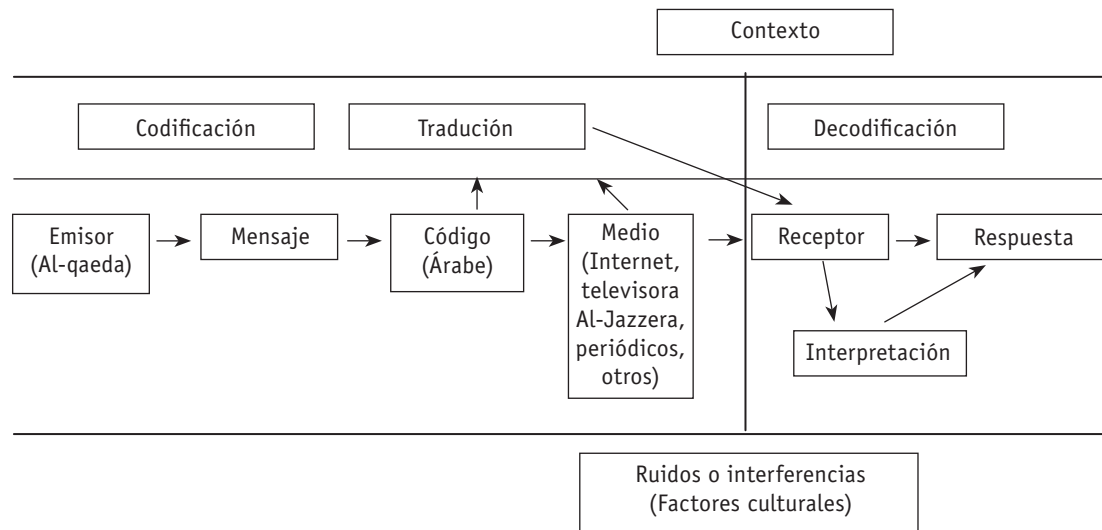 Contexto
Codificación
Tradución
Decodificación
Emisor
(Al-qaeda)
Mensaje
Código
(Árabe)
Medio
(Internet,
televisora
Al-Jazzera,
periódicos,
otros)
Receptor
Respuesta
Interpretación
Ruidos o interferencias
(Factores culturales)